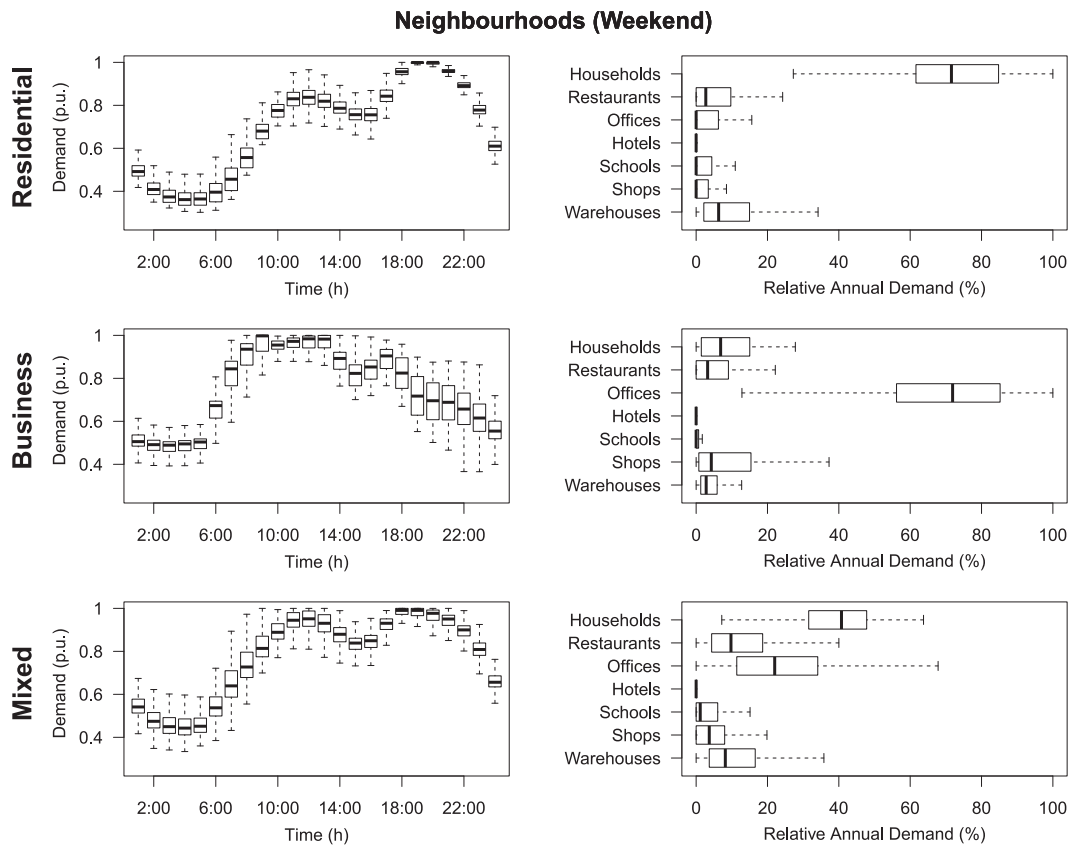 Neighbourhoods (Weekend)
Residential
Demand (p.u.)
1
0.8
0.6
0.4
2:00 6:00 10:00 14:00 18:00 22:00
Time (h)
Households
Restaurants
Offices
Hotels
Schools
Shops
Warehouses
0 20 40 60 80 100
Relative Annual Demand (%)
Business
Demand (p.u.)
1
0.8
0.6
0.4
2:00 6:00 10:00 14:00 18:00 22:00
Time (h)
Households
Restaurants
Offices
Hotels
Schools
Shops
Warehouses
0 20 40 60 80 100
Relative Annual Demand (%)
Mixed
Demand (p.u.)
1
0.8
0.6
0.4
2:00 6:00 10:00 14:00 18:00 22:00
Time (h)
Households
Restaurants
Offices
Hotels
Schools
Shops
Warehouses
0 20 40 60 80 100
Relative Annual Demand (%)